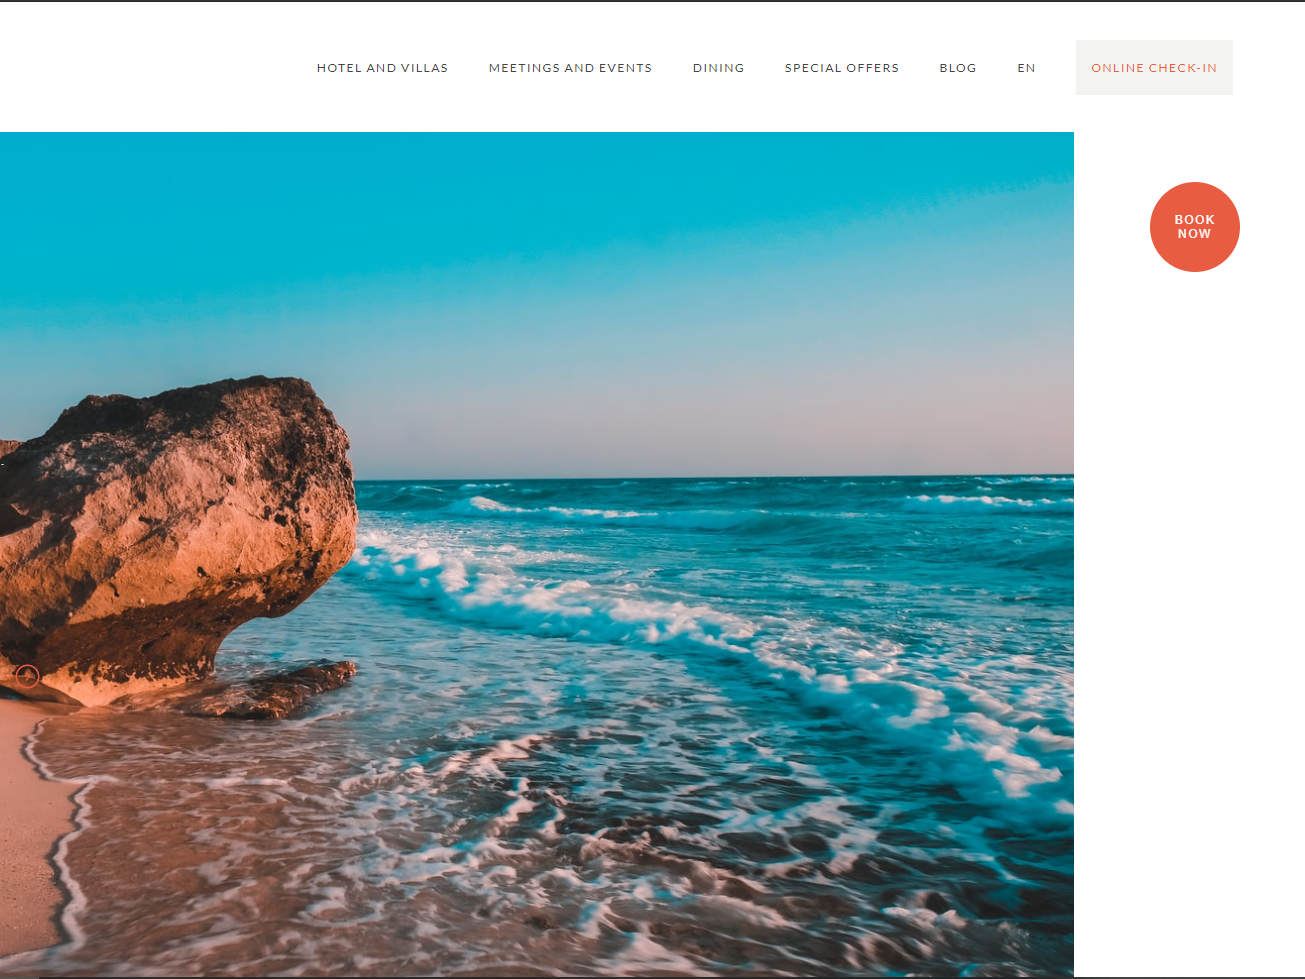 HOTEL AND VILLAS
MEETINGS AND EVENTS
DINING
SPECIAL OFFERS
BLOG
EN
ONLINE CHECK-IN
BOOK
NOW